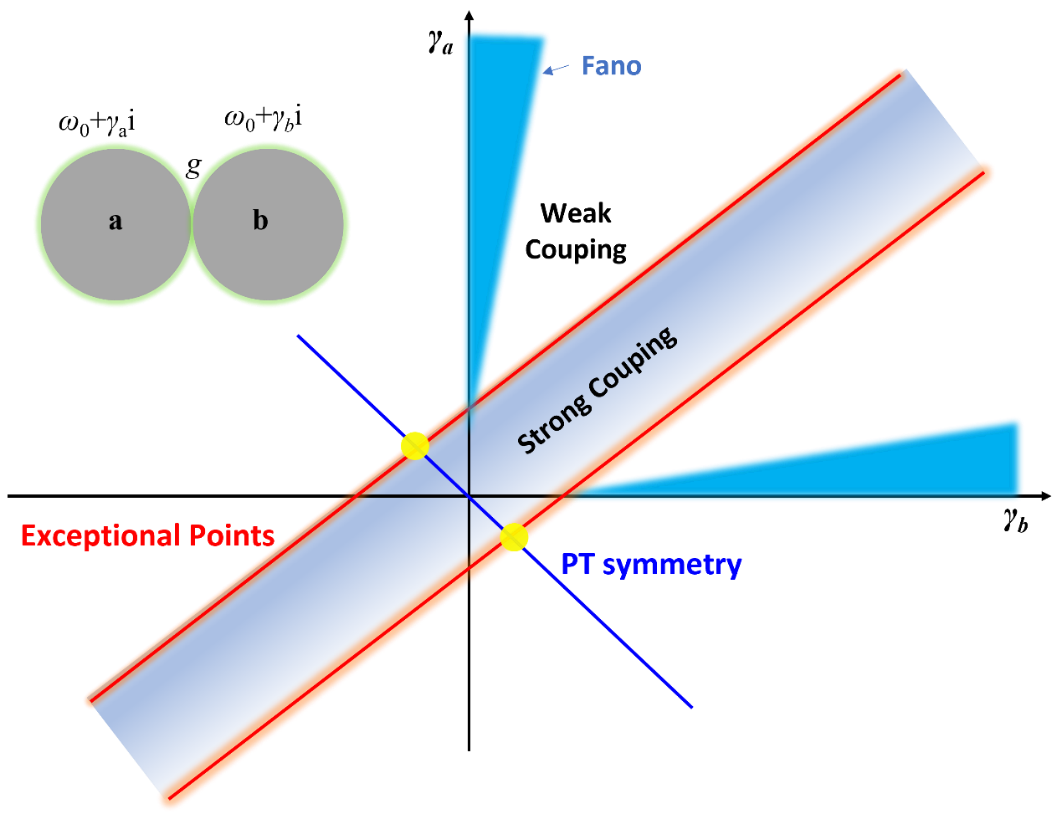 γa
Fano
ω0+γai
ω0+γbi
g
a
b
Weak
Couping
Strong Couping
Exceptional Points
γb
PT symmetry